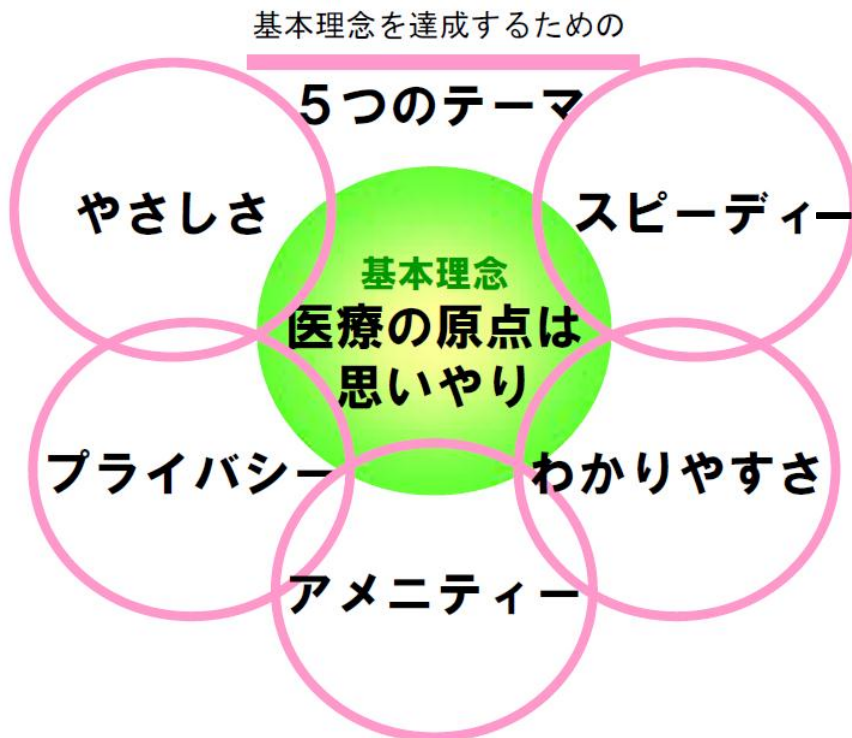 基本理念を達成するための
５つのテーマ
やさしさ
スピーディー
基本理念
医療の原点は
思いやり
プライバシー
わかりやすさ
アメニティー